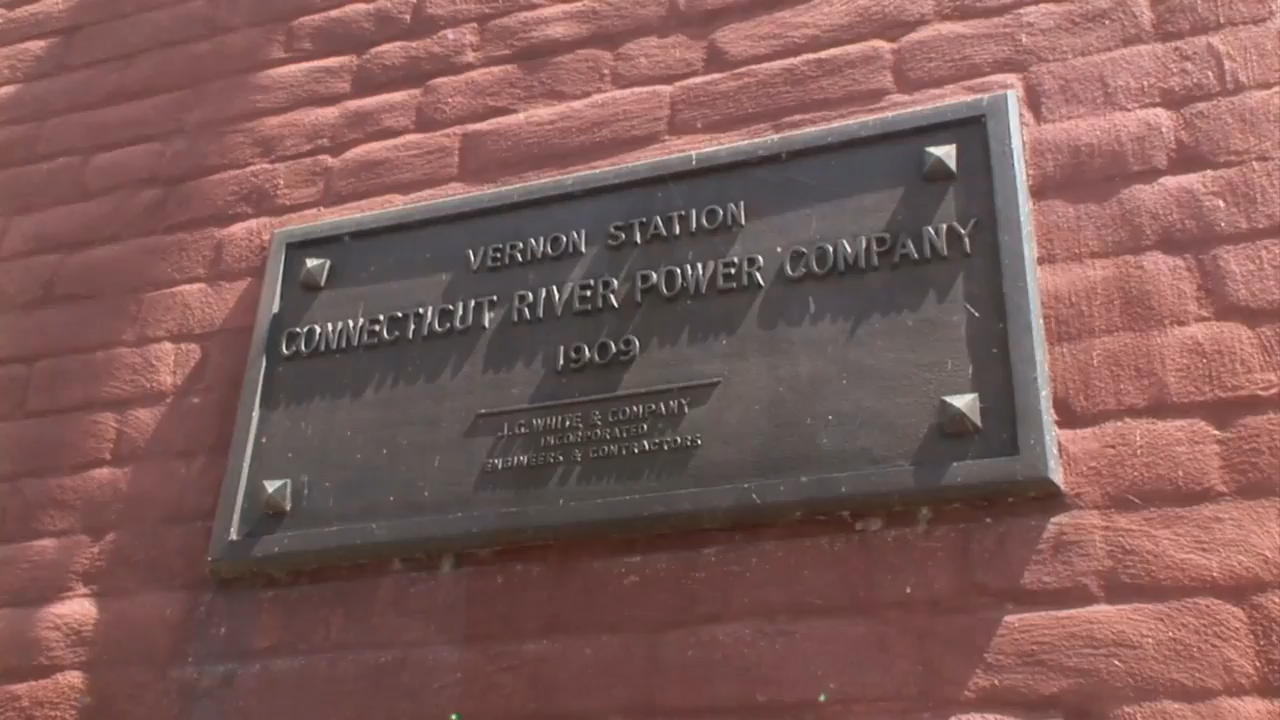 VERNON STATION
CONNECTICUT RIVER POWER COMPANY
1909
J.G. WHITE & COMPANY
INCORPORATED
ENGINEERS & CONTRACTORS